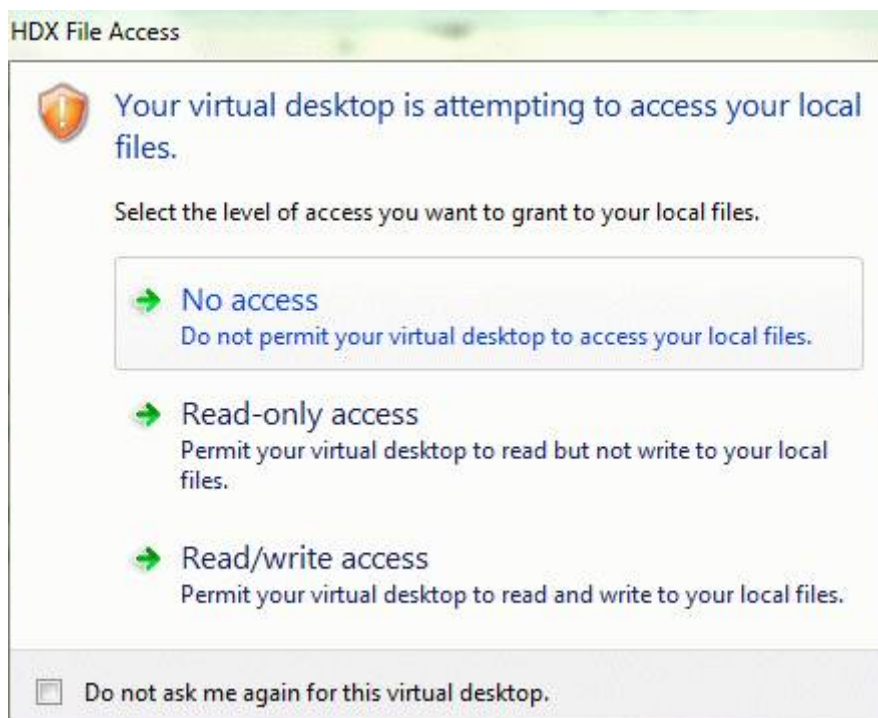 HDX File Access
Your virtual desktop is attempting to access your local
files.
Select the level of access you want to grant to your local files.
No access
Do not permit your virtual desktop to access your local files.
Read-only access
Permit your virtual desktop to read but not write to your local
files.
Read/write access
Permit your virtual desktop to read and write to your local files.
Do not ask me again for this virtual desktop.